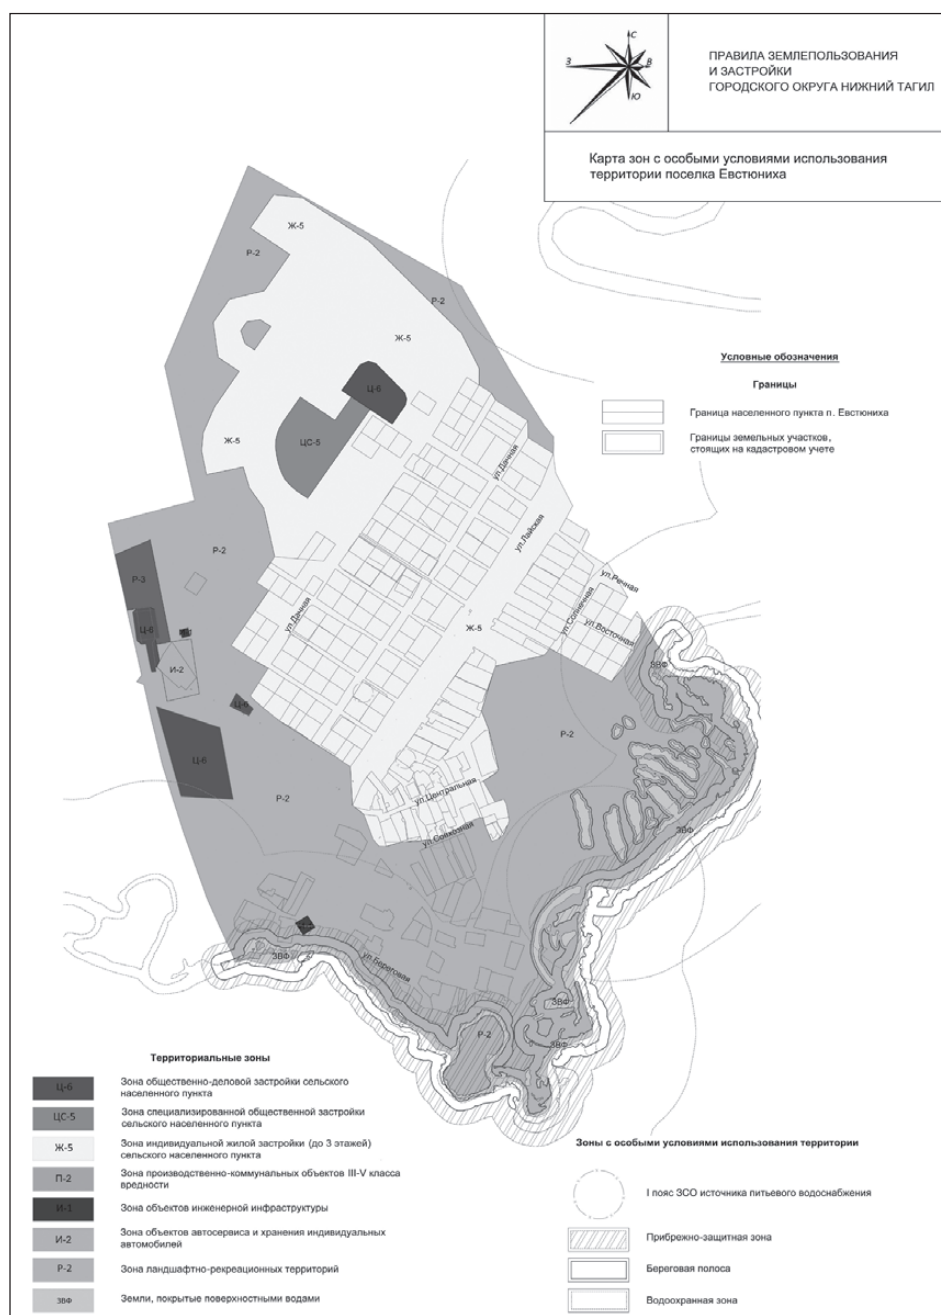 С
З
В
Ю
ПРАВИЛА ЗЕМЛЕПОЛЬЗОВАНИЯ
И ЗАСТРОЙКИ
ГОРОДСКОГО ОКРУГА НИЖНИЙ ТАГИЛ
Карта зон с особыми условиями использования
территории поселка Евстюниха
Ж-5
Р-2
Р-2
Ж-5
Ц-6
Ж-5
ЦС-5
Условные обозначения
Границы
Граница населенного пункта п. Евстюниха
Границы земельных участков,
стоящих на кадастровом учете
ул.Дачная
ул.Лайская
Р-2
Р-3
ул.Речная
ул.Солнечная
ул.Восточная
ул.Дачная
Ц-6
Ж-5
И-2
ЗВФ
Ц-6
Р-2
Ц-6
Р-2
ул.Центральная
ул.Совхозная
ЗВФ
ЗВФ
ул.Береговая
ЗВФ
Р-2
ЗВФ
Территориальные зоны
Ц-6
Зона общественно-деловой застройки сельского
населенного пункта
ЦС-5
Зона специализированной общественной застройки
сельского населенного пункта
Ж-5
Зона индивидуальной жилой застройки (до 3 этажей)
сельского населенного пункта
П-2
Зона производственно-коммунальных объектов III-V класса
вредности
И-1
Зона объектов инженерной инфраструктуры
И-2
Зона объектов автосервиса и хранения индивидуальных
автомобилей
Р-2
Зона ландшафтно-рекреационных территорий
ЗВФ
Земли, покрытые поверхностными водами
Зоны с особыми условиями использования территории
I пояс ЗСО источника питьевого водоснабжения
Прибрежно-защитная зона
Береговая полоса
Водоохранная зона